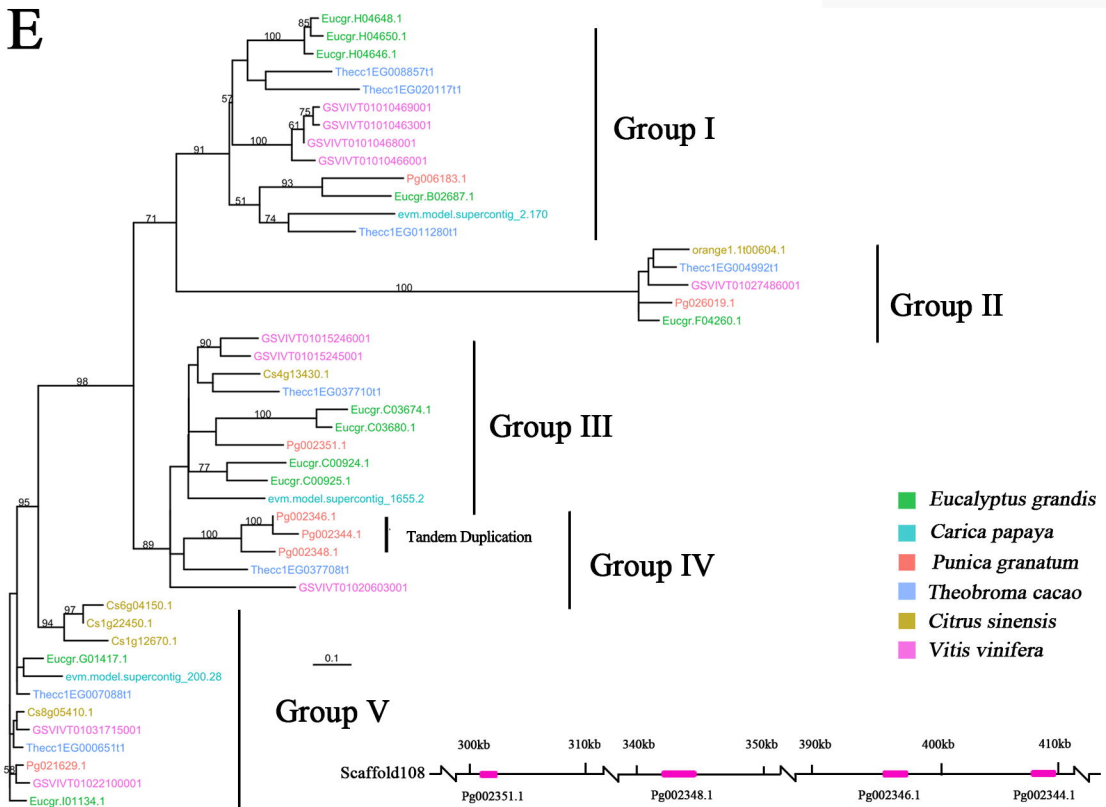 E
Eucgr.H04648.1
85
Eucgr.H04650.1
100
Eucgr.H04646.1
Thecc1EG008857t1
Thecc1EG020117t1
57
GSVIVT01010469001
75
GSVIVT01010463001
61
GSVIVT01010468001
100
GSVIVT01010466001
Group I
91
Pg006183.1
93
Eucgr.B02687.1
51
evm.model.supercontig_2.170
74
Thecc1EG011280t1
71
orange1.1t00604.1
Thecc1EG004992t1
GSVIVT01027486001
100
Pg026019.1
Eucgr.F04260.1
Group II
GSVIVT01015246001
90
GSVIVT01015245001
Cs4g13430.1
98
Thecc1EG037710t1
Eucgr.C03674.1
100
Eucgr.C03680.1
Group III
Pg002351.1
Eucgr.C00924.1
77
Eucgr.C00925.1
evm.model.supercontig_1655.2
95
Pg002346.1
100
Pg002344.1
100
Pg002348.1
Tandem Duplication
89
Thecc1EG037708t1
Group IV
GSVIVT01020603001
Cs6g04150.1
97
Cs1g22450.1
94
Cs1g12670.1
Eucgr.G01417.1
evm.model.supercontig_200.28
Thecc1EG007088t1
Cs8g05410.1
GSVIVT01031715001
Thecc1EG000651t1
Pg021629.1
58
GSVIVT01022100001
Eucgr.I01134.1
Group V
0.1
Eucalyptus grandis
Carica papaya
Punica granatum
Theobroma cacao
Citrus sinensis
Vitis vinifera
300kb 310kb 340kb 350kb 390kb 400kb 410kb
Scaffold108
Pg002351.1 Pg002348.1 Pg002346.1 Pg002344.1